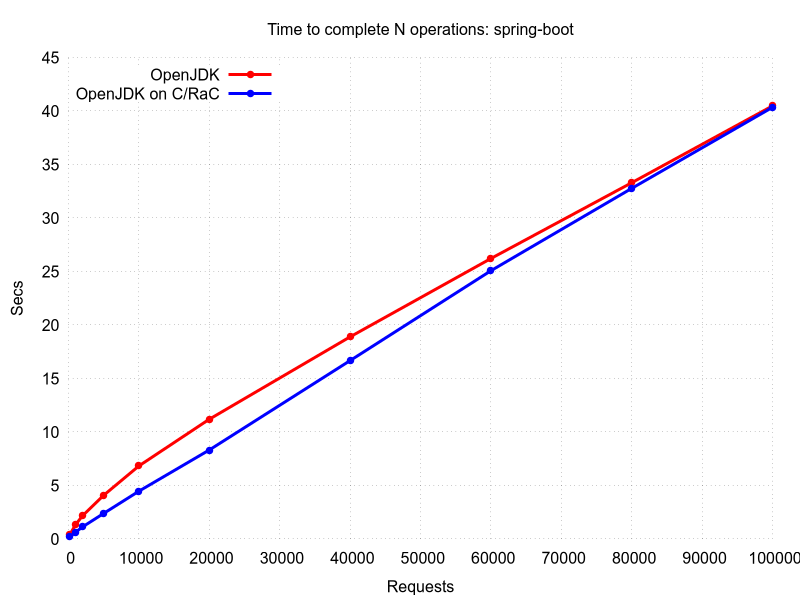 Time to complete N operations: spring-boot
OpenJDK
OpenJDK on C/RaC
45
40
35
30
25
20
15
10
5
0
Secs
0 10000 20000 30000 40000 50000 60000 70000 80000 90000 100000
Requests